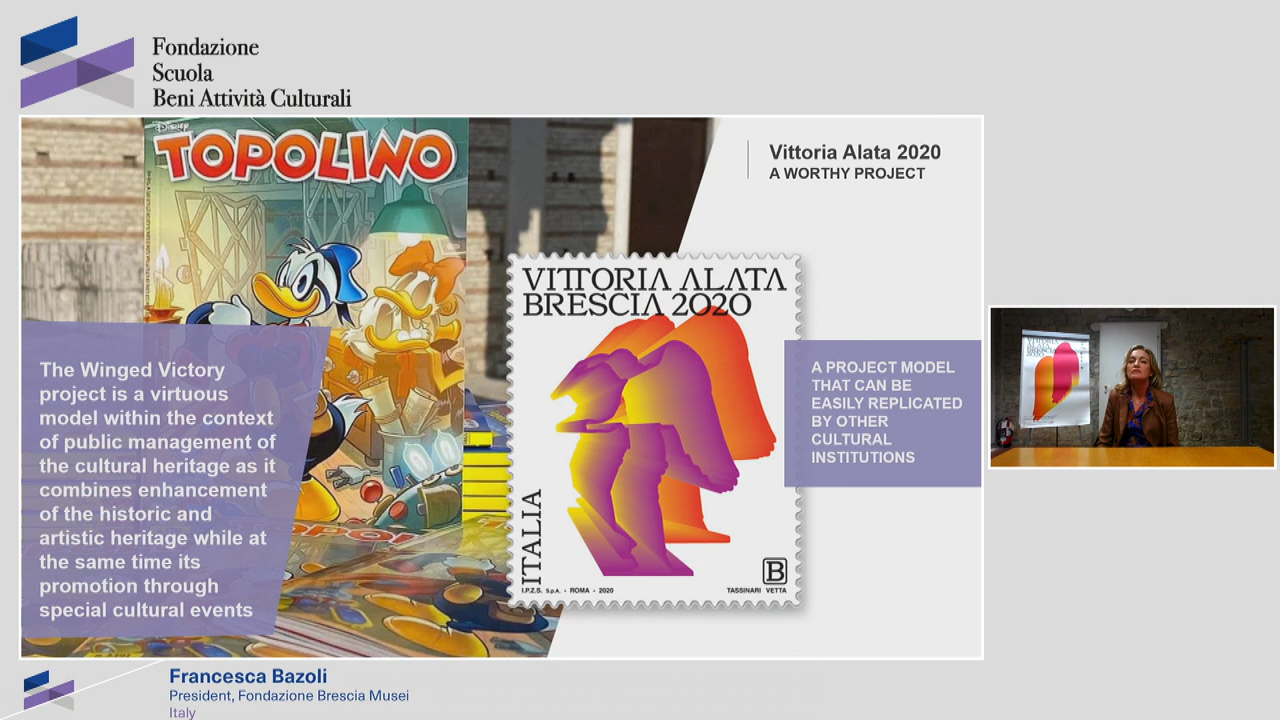 Fondazione
Scuola
Beni Attività Culturali
DISNEY
TOPOLINO
Vittoria Alata 2020
A WORTHY PROJECT
VITTORIA ALATA
BRESCIA 2020
ITALIA
I.P.Z.S. S.p.A. - ROMA - 2020
B
TASSINARI VETTA
The Winged Victory
project is a virtuous
model within the context
of public management of
the cultural heritage as it
combines enhancement
of the historic and
artistic heritage while at
the same time its
promotion through
special cultural events
A PROJECT MODEL
THAT CAN BE
EASILY REPLICATED
BY OTHER
CULTURAL
INSTITUTIONS
Francesca Bazoli
President, Fondazione Brescia Musei
Italy